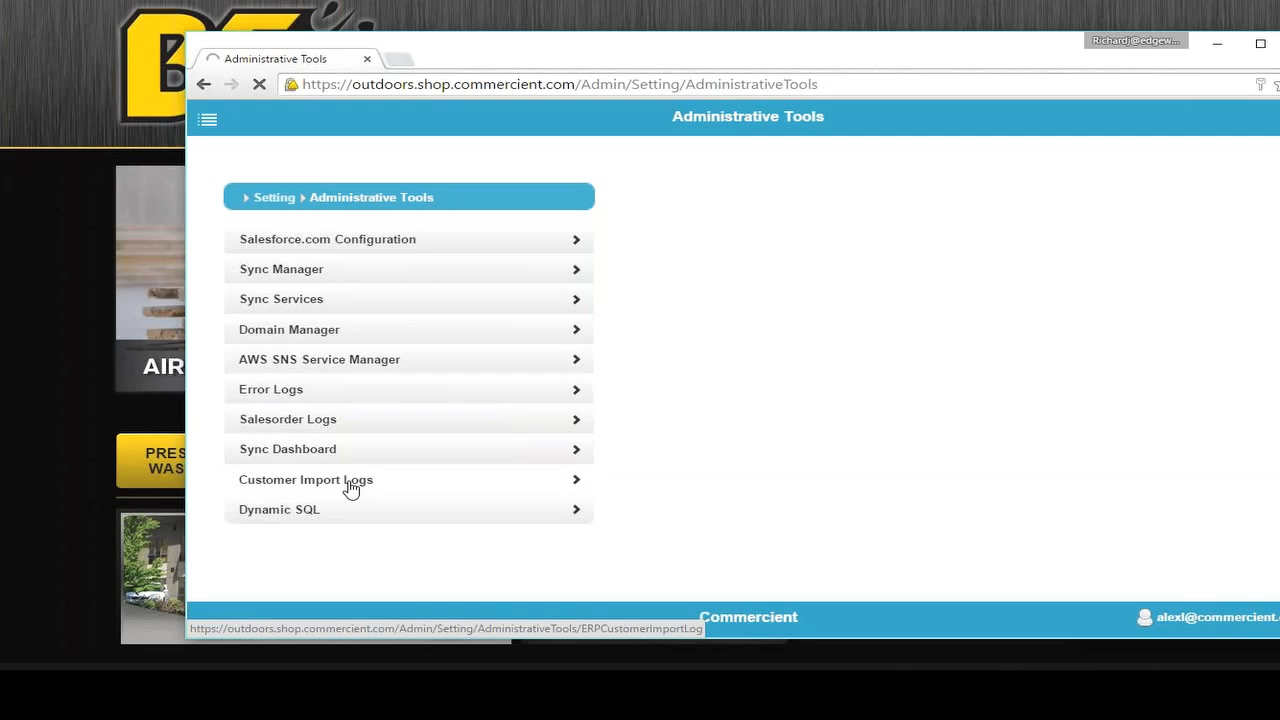 Richardj@edgew...
Administrative Tools
https://outdoors.shop.commercient.com/Admin/Setting/AdministrativeTools
Administrative Tools
Setting Administrative Tools
Salesforce.com Configuration
Sync Manager
Sync Services
Domain Manager
AWS SNS Service Manager
Error Logs
Salesorder Logs
Sync Dashboard
Customer Import Logs
Dynamic SQL
AIR
PRES
WAS
Commercient
alexl@commercient.
https://outdoors.shop.commercient.com/Admin/Setting/AdministrativeTools/ERPCustomerImportLog